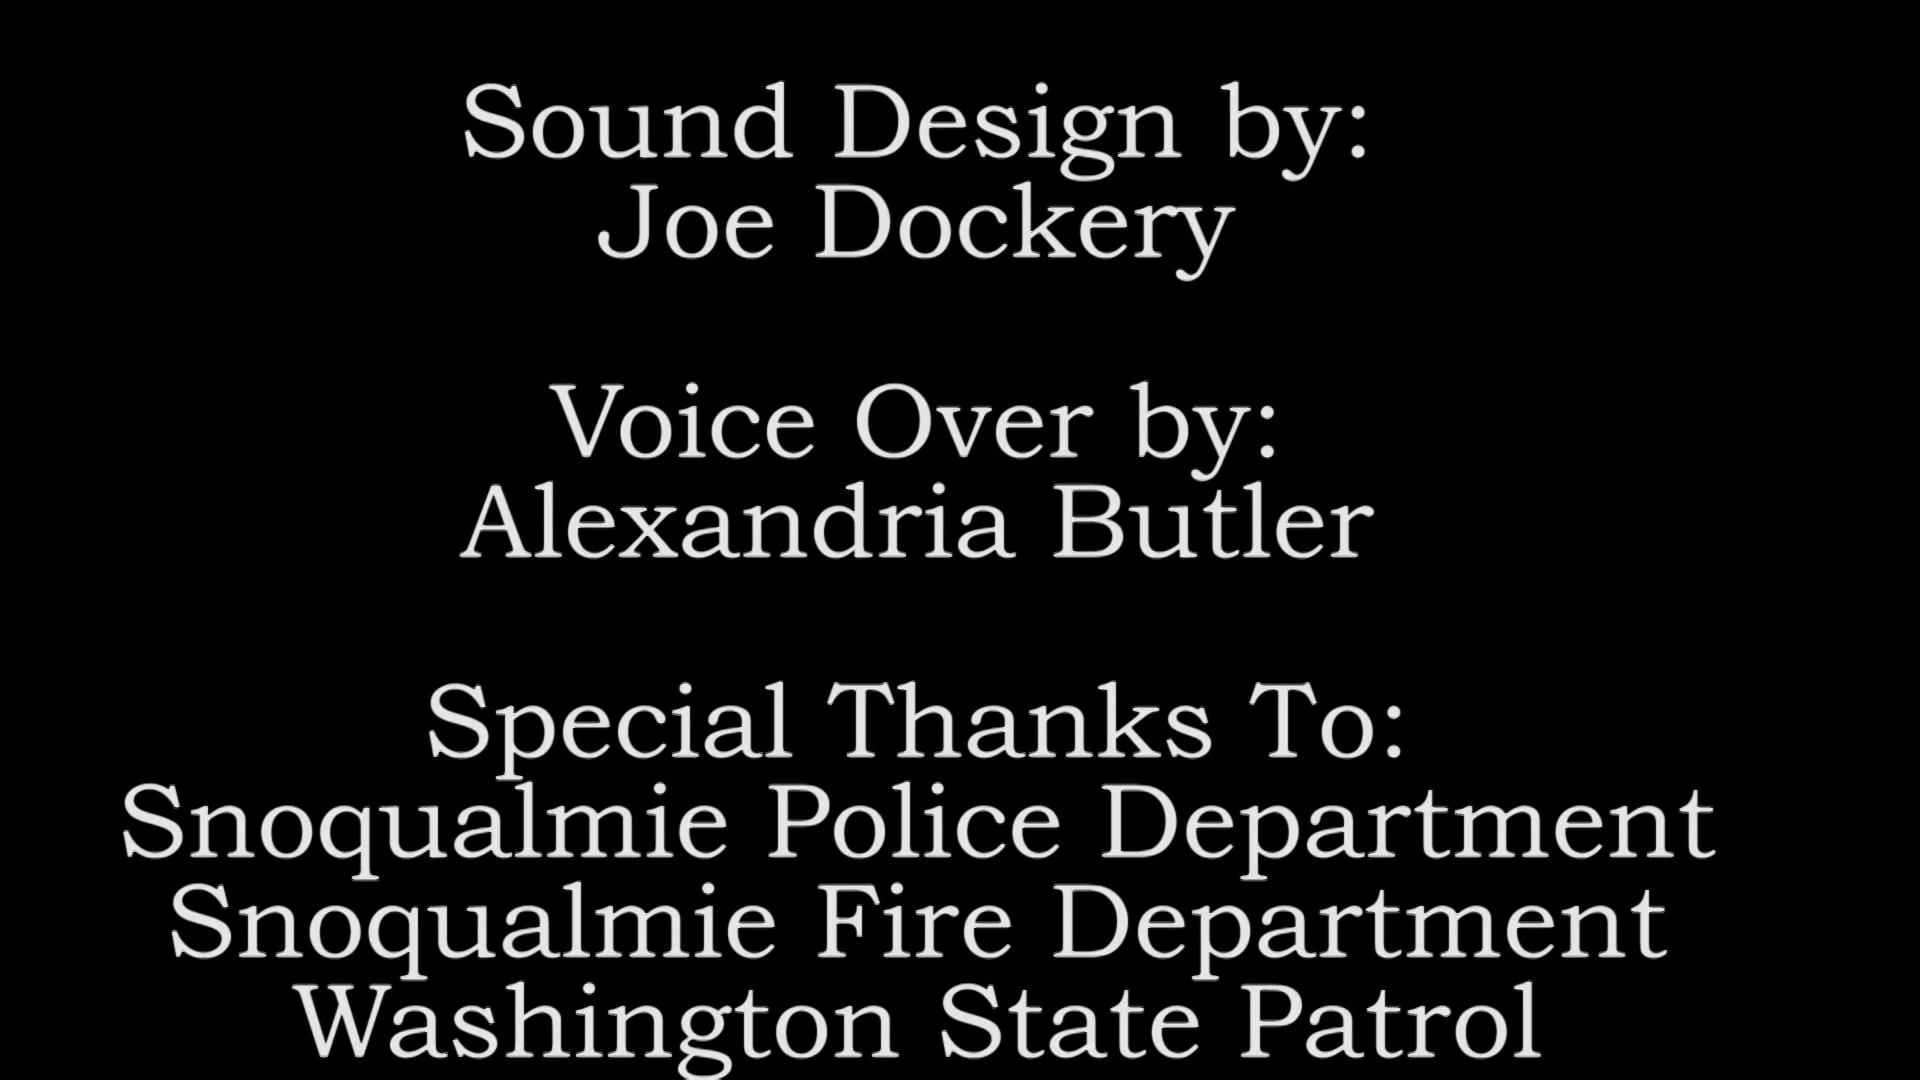 Sound Design by:
Joe Dockery
Voice Over by:
Alexandria Butler
Special Thanks To:
Snoqualmie Police Department
Snoqualmie Fire Department
Washington State Patrol